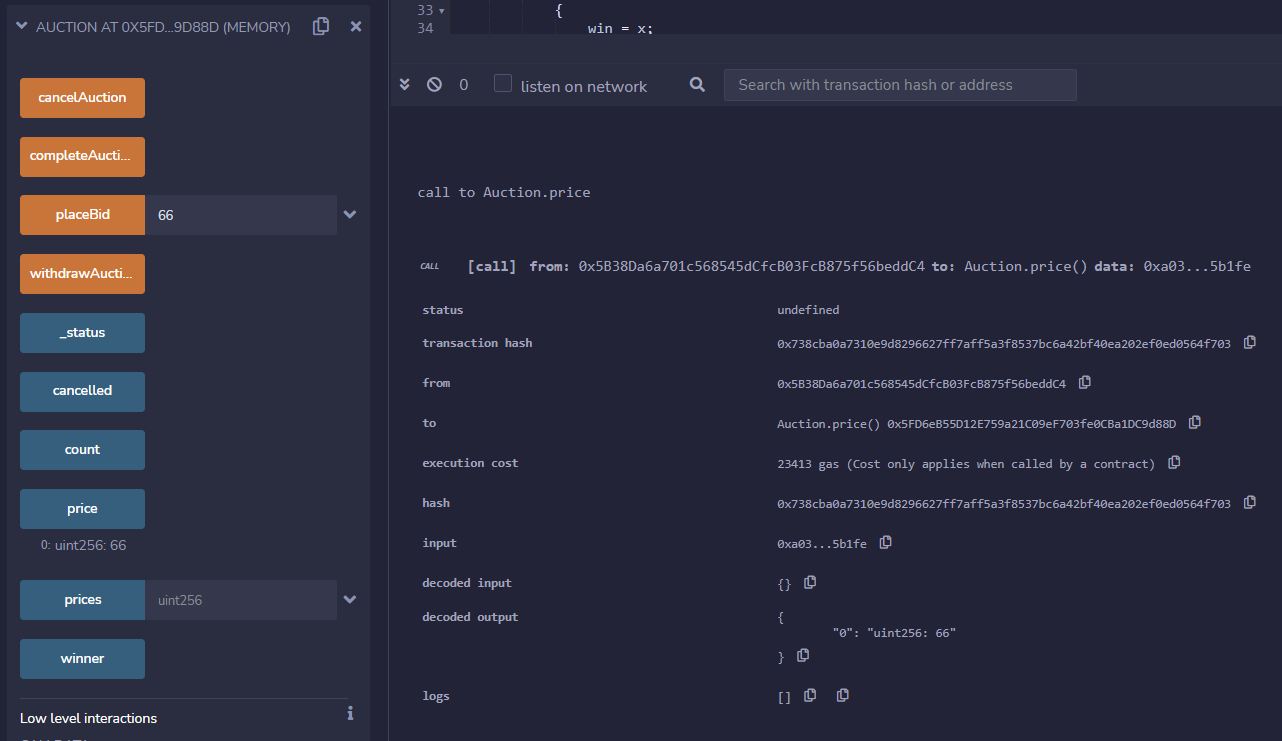 AUCTION AT 0X5FD...9D88D (MEMORY)
cancelAuction
completeAucti...
placeBid 66
withdrawAucti...
_status
cancelled
count
price
0: uint256: 66
prices uint256
winner
Low level interactions
33 {
34 win = x;
0 listen on network Search with transaction hash or address
call to Auction.price
CALL [call] from: 0x5B38Da6a701c568545dCfcB03FcB875f56beddC4 to: Auction.price() data: 0xa03...5b1fe
status undefined
transaction hash 0x738cba0a7310e9d8296627ff7aff5a3f8537bc6a42bf40ea202ef0ed0564f703
from 0x5B38Da6a701c568545dCfcB03FcB875f56beddC4
to Auction.price() 0x5FD6eB55D12E759a21C09eF703fe0CBa1DC9d88D
execution cost 23413 gas (Cost only applies when called by a contract)
hash 0x738cba0a7310e9d8296627ff7aff5a3f8537bc6a42bf40ea202ef0ed0564f703
input 0xa03...5b1fe
decoded input {}
decoded output {
"0": "uint256: 66"
}
logs []